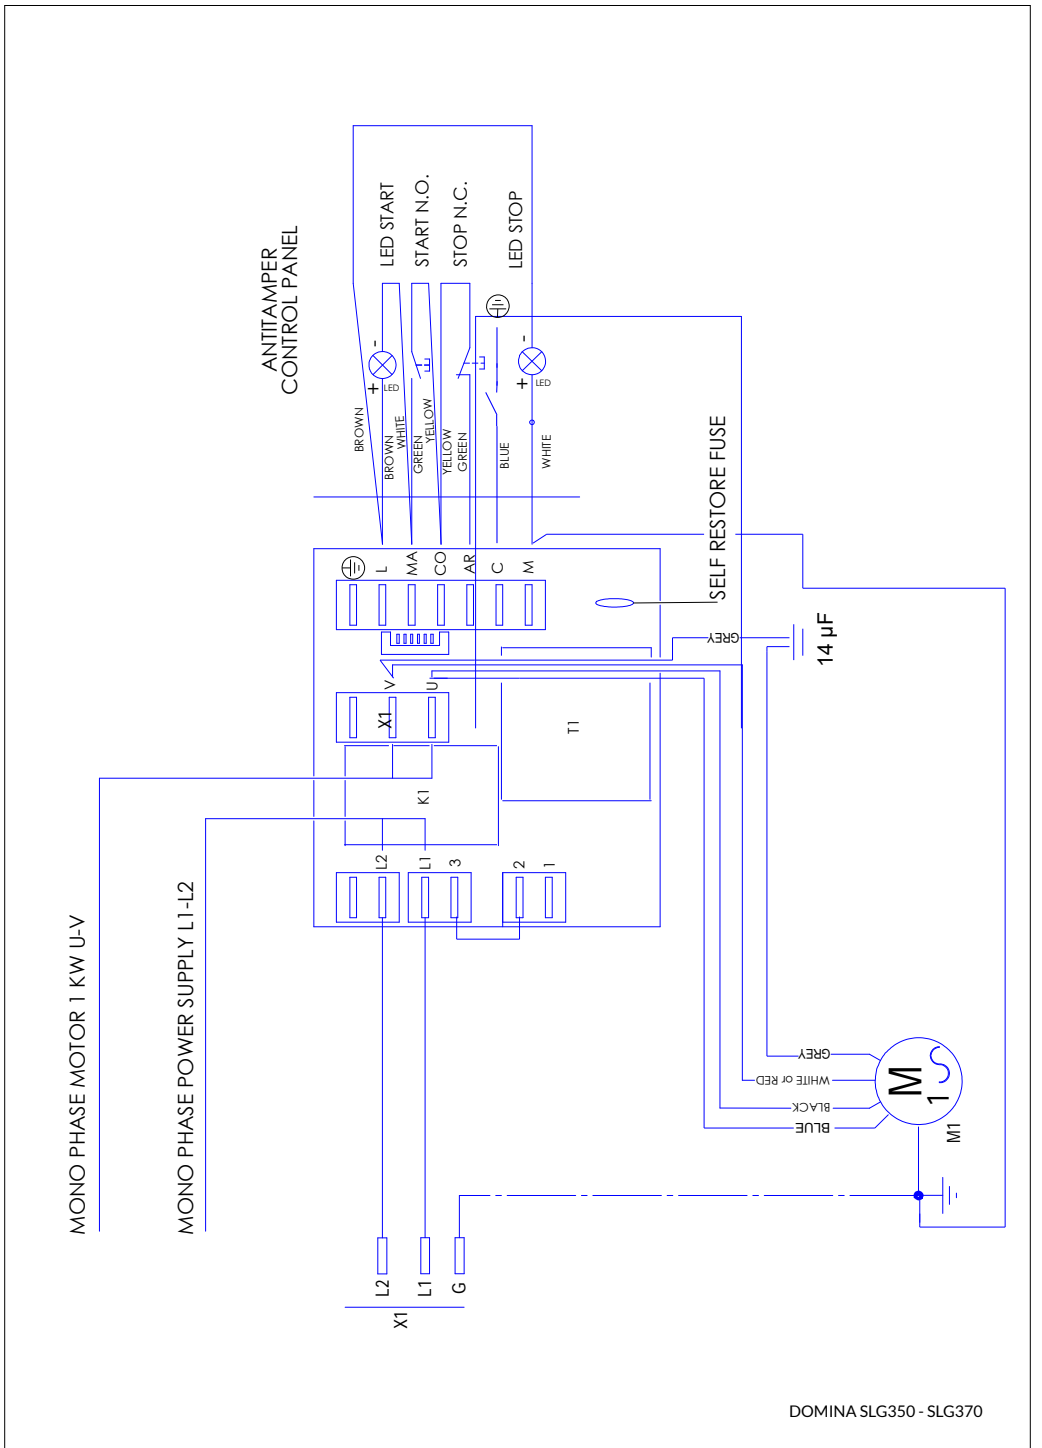 ANTITAMPER
CONTROL PANEL
LED START
START N.O.
STOP N.C.
LED STOP
+
-
LED
+
-
LED
BROWN
BROWN
WHITE
GREEN
YELLOW
YELLOW
GREEN
BLUE
WHITE
SELF RESTORE FUSE
L
MA
CO
AR
C
M
V
U
X1
T1
K1
GREY
14 µF
L2
L1
3
2
1
MONO PHASE MOTOR 1 KW U-V
MONO PHASE POWER SUPPLY L1-L2
GREY
WHITE or RED
BLACK
BLUE
M
1
M1
L2
L1
G
X1
DOMINA SLG350 - SLG370